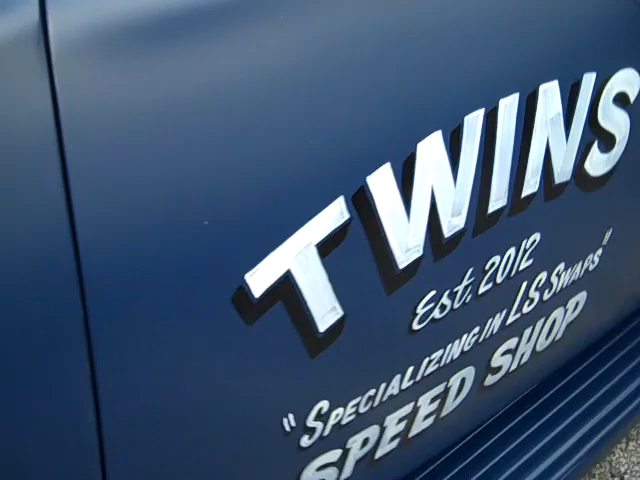 TWINS
Est. 2012
"SPECIALIZING IN LS SWAPS"
SPEED SHOP